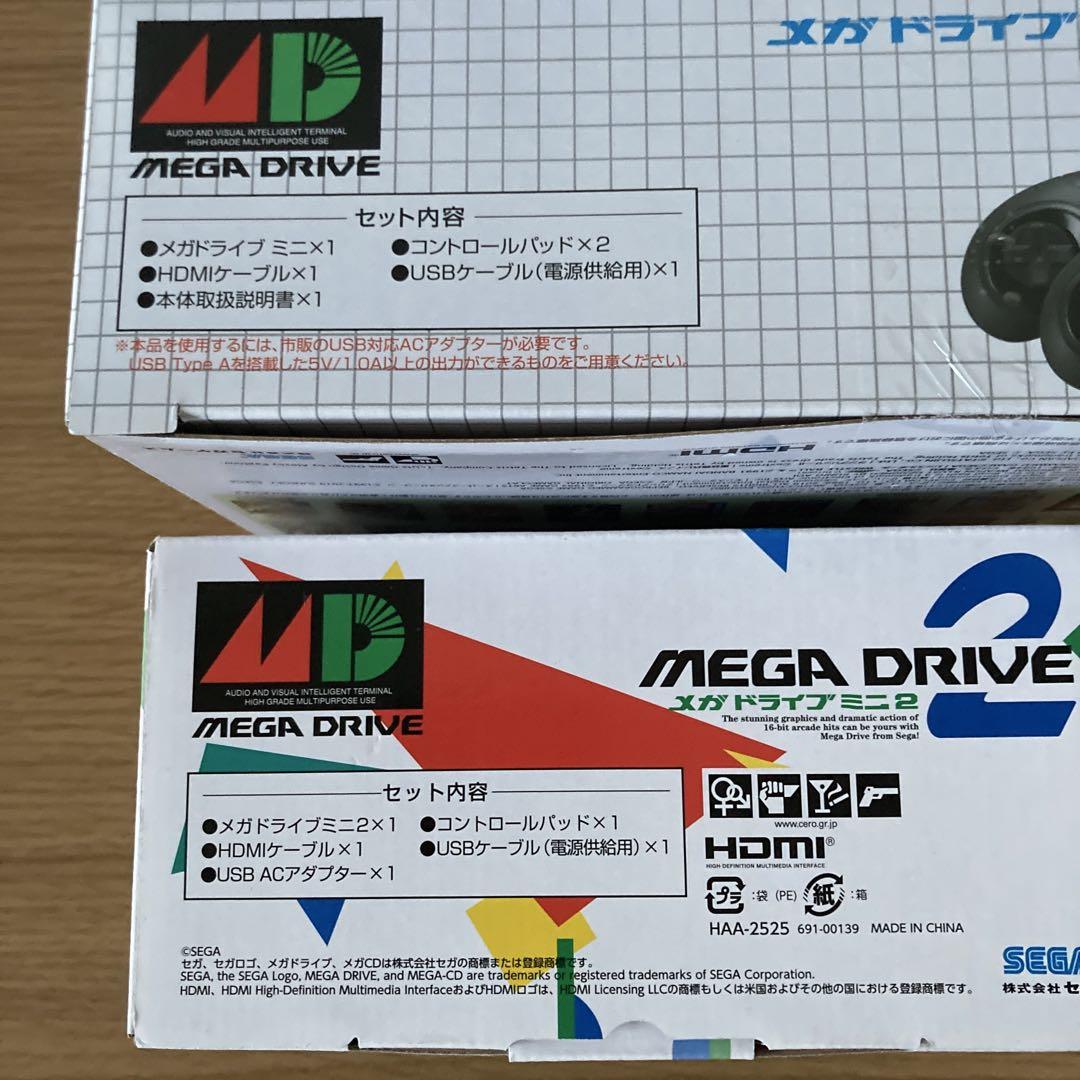 メガドライブ
MD
AUDIO AND VISUAL INTELLIGENT TERMINAL
HIGH GRADE MULTIPURPOSE USE
MEGA DRIVE
セット内容
●メガドライブ ミニ×1 ●コントロールパッド×2
●HDMIケーブル×1 ●USBケーブル(電源供給用)×1
●本体取扱説明書×1
※本品を使用するには、市販のUSB対応ACアダプターが必要です。
USB Type Aを搭載した5V/1.0A以上の出力ができるものをご用意ください。
HDMI
MD
AUDIO AND VISUAL INTELLIGENT TERMINAL
HIGH GRADE MULTIPURPOSE USE
MEGA DRIVE
MEGA DRIVE 2
メガドライブミニ2
The stunning graphics and dramatic action of
16-bit arcade hits can be yours with
Mega Drive from Sega!
セット内容
●メガドライブミニ2×1 ●コントロールパッド×1
●HDMIケーブル×1 ●USBケーブル(電源供給用)×1
●USB ACアダプター×1
www.cero.gr.jp
HDMI®
HIGH-DEFINITION MULTIMEDIA INTERFACE
プラ :袋 (PE) 紙 :箱
HAA-2525 691-00139 MADE IN CHINA
©SEGA
セガ、セガロゴ、メガドライブ、メガCDは株式会社セガの商標または登録商標です。
SEGA, the SEGA Logo, MEGA DRIVE, and MEGA-CD are trademarks or registered trademarks of SEGA Corporation.
HDMI、HDMI High-Definition Multimedia InterfaceおよびHDMIロゴは、HDMI Licensing LLCの商標もしくは米国およびその他の国における登録商標です。
SEGA
株式会社セ